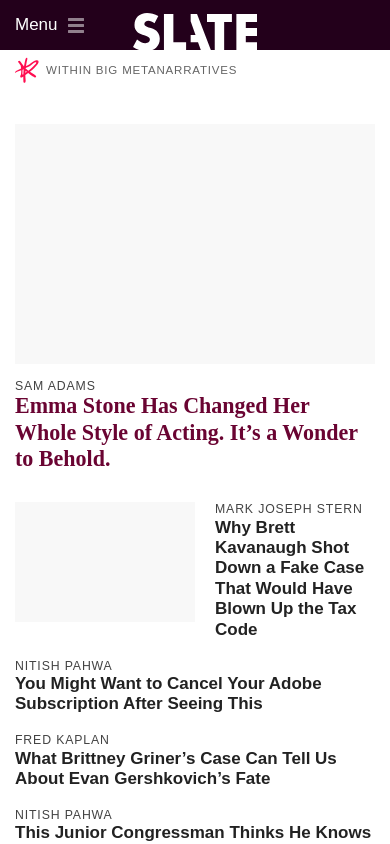 Menu
SLATE
WITHIN BIG METANARRATIVES
SAM ADAMS
Emma Stone Has Changed Her
Whole Style of Acting. It’s a Wonder
to Behold.
MARK JOSEPH STERN
Why Brett
Kavanaugh Shot
Down a Fake Case
That Would Have
Blown Up the Tax
Code
NITISH PAHWA
You Might Want to Cancel Your Adobe
Subscription After Seeing This
FRED KAPLAN
What Brittney Griner’s Case Can Tell Us
About Evan Gershkovich’s Fate
NITISH PAHWA
This Junior Congressman Thinks He Knows